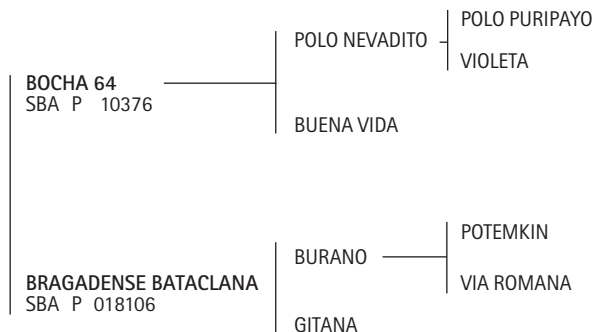 POLO PURIPAYO
POLO NEVADITO
VIOLETA
BOCHA 64
SBA P 10376
BUENA VIDA
POTEMKIN
BURANO
VIA ROMANA
BRAGADENSE BATACLANA
SBA P 018106
GITANA